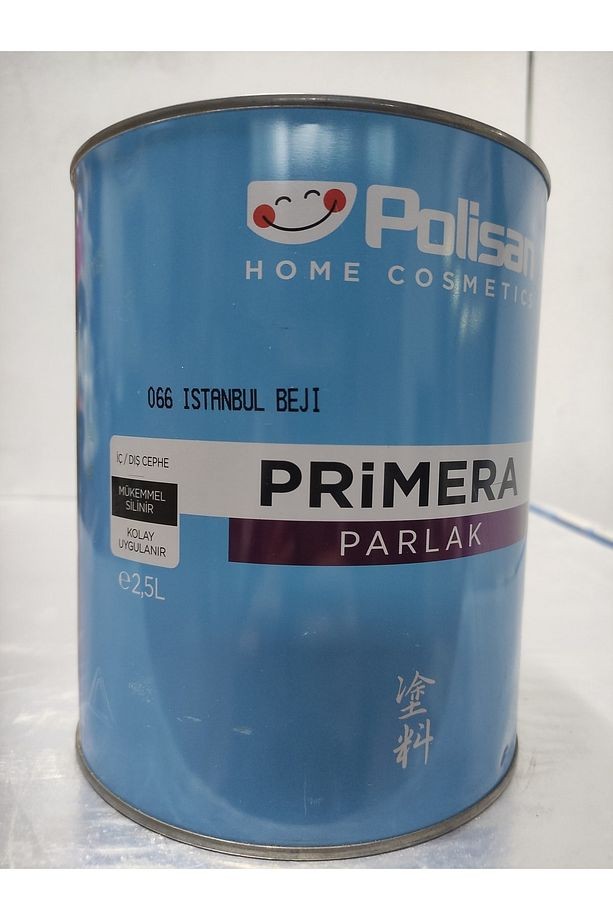 Polisan
HOME COSMETICS
066 ISTANBUL BEJI
İÇ / DIŞ CEPHE
MÜKEMMEL
SİLİNİR
KOLAY
UYGULANIR
PRiMERA
PARLAK
℮2,5L
塗
料